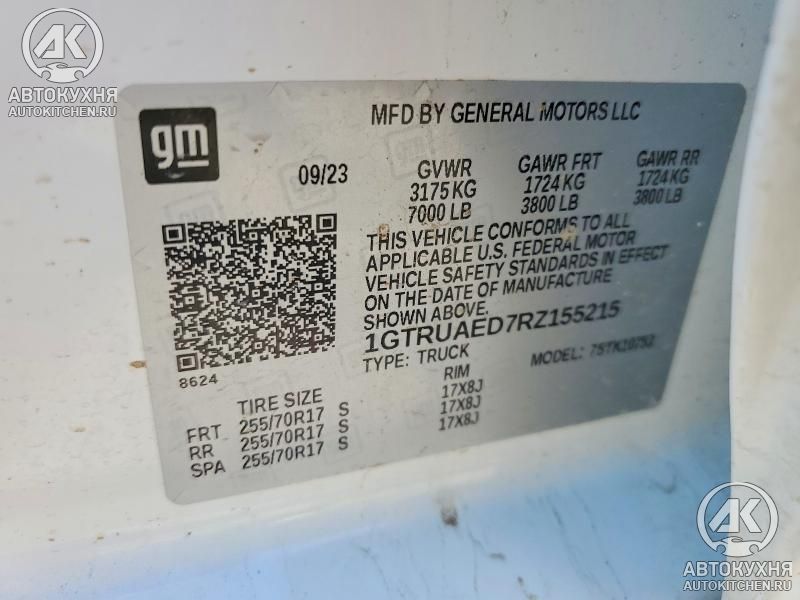 AK
АВТОКУХНЯ
AUTOKITCHEN.RU
gm
MFD BY GENERAL MOTORS LLC
09/23
GVWR GAWR FRT GAWR RR
3175 KG 1724 KG 1724 KG
7000 LB 3800 LB 3800 LB
THIS VEHICLE CONFORMS TO ALL
APPLICABLE U.S. FEDERAL MOTOR
VEHICLE SAFETY STANDARDS IN EFFECT
ON THE DATE OF MANUFACTURE
SHOWN ABOVE.
1GTRUAED7RZ155215
TYPE: TRUCK MODEL:
8624
TIRE SIZE RIM
FRT 255/70R17 S 17X8J
RR 255/70R17 S 17X8J
SPA 255/70R17 S 17X8J
AK
АВТОКУХНЯ
AUTOKITCHEN.RU